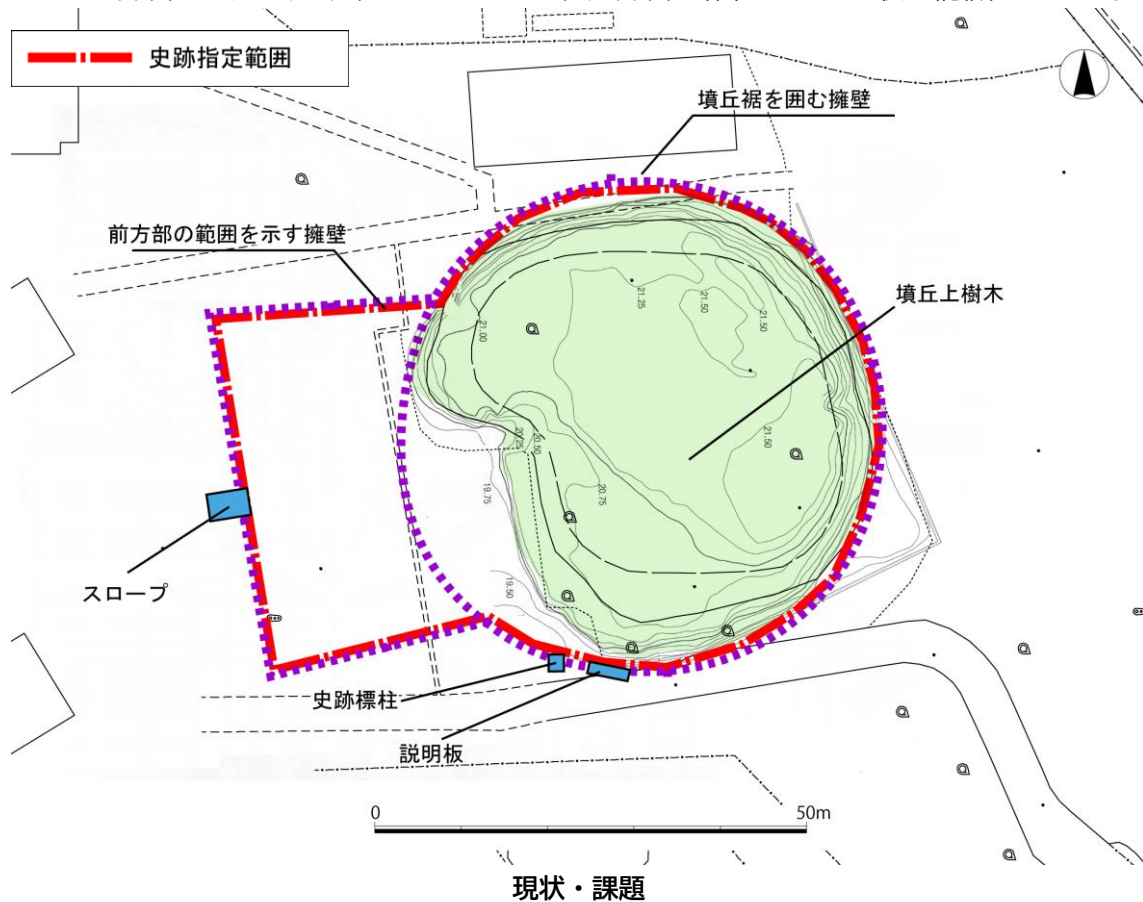 史跡指定範囲
墳丘裾を囲む擁壁
前方部の範囲を示す擁壁
墳丘上樹木
21.25
21.50
21.50
21.00
21.50
20.25
20.50
20.75
19.75
19.50
スロープ
史跡標柱
説明板
0 50m
現状・課題